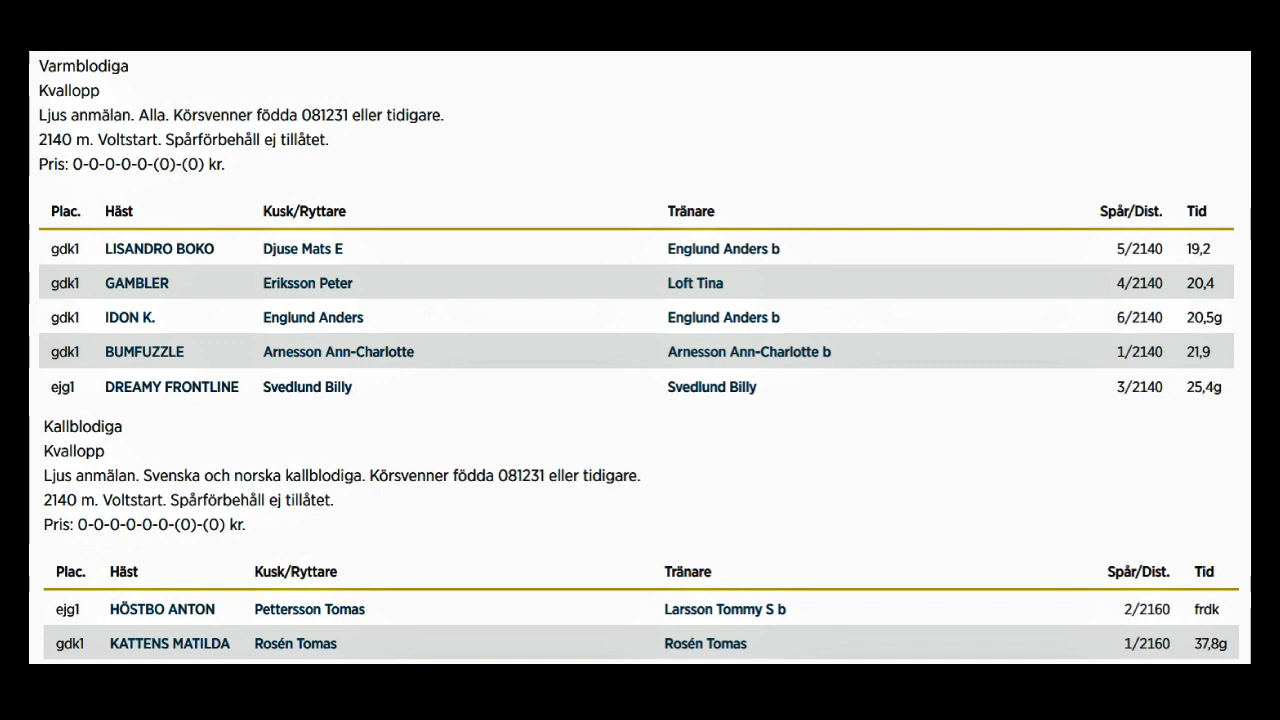 Varmblodiga
Kvallopp
Ljus anmälan. Alla. Körsvenner födda 081231 eller tidigare.
2140 m. Voltstart. Spårförbehåll ej tillåtet.
Pris: 0-0-0-0-0-(0)-(0) kr.
Plac. Häst Kusk/Ryttare Tränare Spår/Dist. Tid
gdk1 LISANDRO BOKO Djuse Mats E Englund Anders b 5/2140 19,2
gdk1 GAMBLER Eriksson Peter Loft Tina 4/2140 20,4
gdk1 IDON K. Englund Anders Englund Anders b 6/2140 20,5g
gdk1 BUMFUZZLE Arnesson Ann-Charlotte Arnesson Ann-Charlotte b 1/2140 21,9
ejg1 DREAMY FRONTLINE Svedlund Billy Svedlund Billy 3/2140 25,4g
Kallblodiga
Kvallopp
Ljus anmälan. Svenska och norska kallblodiga. Körsvenner födda 081231 eller tidigare.
2140 m. Voltstart. Spårförbehåll ej tillåtet.
Pris: 0-0-0-0-0-0-(0)-(0) kr.
Plac. Häst Kusk/Ryttare Tränare Spår/Dist. Tid
ejg1 HÖSTBO ANTON Pettersson Tomas Larsson Tommy S b 2/2160 frdk
gdk1 KATTENS MATILDA Rosén Tomas Rosén Tomas 1/2160 37,8g